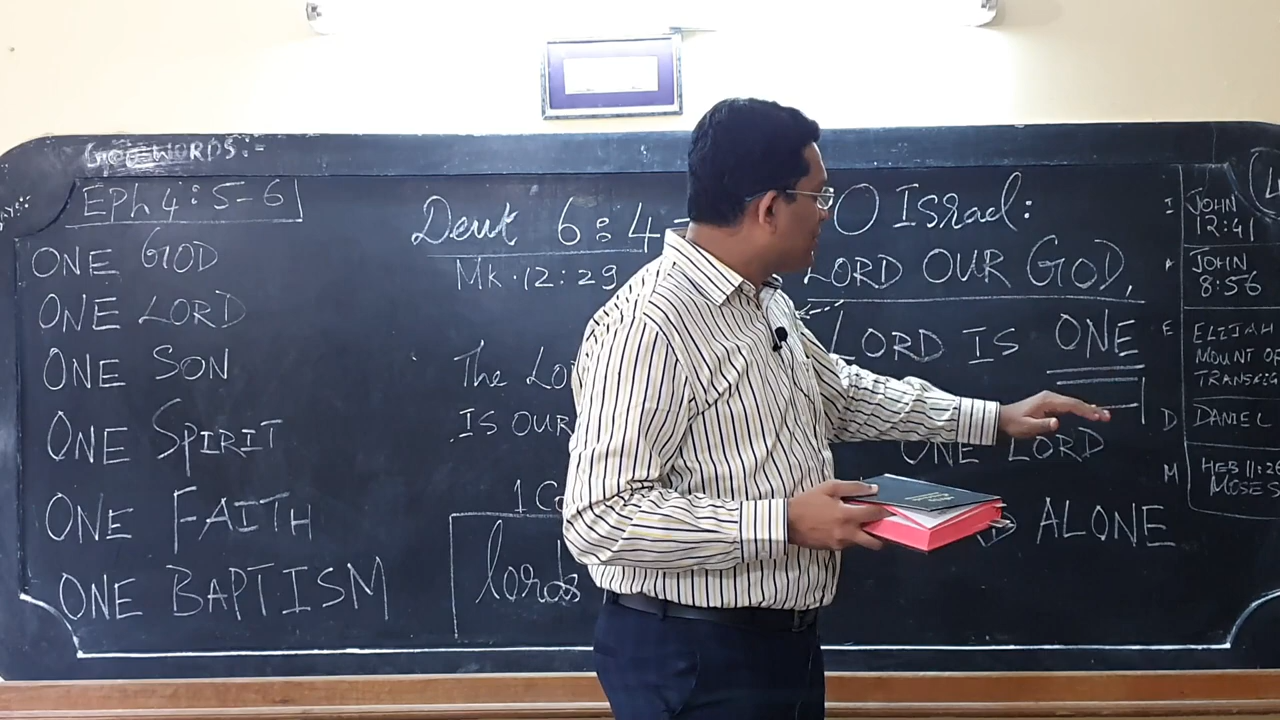 GOD WORDS:-
Eph 4:5-6
ONE GOD
ONE LORD
ONE SON
ONE SPIRIT
ONE FAITH
ONE BAPTISM
Deut 6:4-
Mk. 12:29
The
IS OUR
lords
O Israel:
LORD OUR GOD,
LORD IS ONE
ONE LORD
ALONE
I JOHN
12:41
A JOHN
8:56
E ELIJAH
MOUNT OF
D DANIEL
M HEB 11:26
MOSES